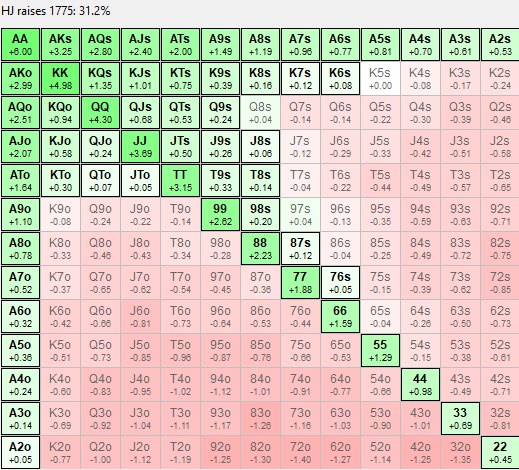 HJ raises 1775: 31.2%
AA AKs AQs AJs ATs A9s A8s A7s A6s A5s A4s A3s A2s
+6.00 +3.25 +2.80 +2.40 +2.00 +1.49 +1.19 +0.96 +0.77 +0.81 +0.70 +0.61 +0.53
AKo KK KQs KJs KTs K9s K8s K7s K6s K5s K4s K3s K2s
+2.99 +4.98 +1.35 +1.01 +0.75 +0.39 +0.16 +0.12 +0.08 +0.00 -0.08 -0.17 -0.24
AQo KQo QQ QJs QTs Q9s Q8s Q7s Q6s Q5s Q4s Q3s Q2s
+2.51 +0.94 +4.30 +0.68 +0.53 +0.24 +0.04 -0.14 -0.14 -0.22 -0.30 -0.39 -0.46
AJo KJo QJo JJ JTs J9s J8s J7s J6s J5s J4s J3s J2s
+2.07 +0.58 +0.24 +3.69 +0.50 +0.26 +0.06 -0.12 -0.29 -0.33 -0.42 -0.51 -0.58
ATo KTo QTo JTo TT T9s T8s T7s T6s T5s T4s T3s T2s
+1.64 +0.30 +0.07 +0.05 +3.15 +0.33 +0.14 -0.04 -0.22 -0.44 -0.49 -0.57 -0.65
A9o K9o Q9o J9o T9o 99 98s 97s 96s 95s 94s 93s 92s
+1.10 -0.08 -0.24 -0.22 -0.14 +2.62 +0.20 -0.04 -0.13 -0.35 -0.59 -0.63 -0.71
A8o K8o Q8o J8o T8o 98o 88 87s 86s 85s 84s 83s 82s
+0.78 -0.33 -0.46 -0.43 -0.34 -0.28 +2.23 +0.12 -0.04 -0.25 -0.49 -0.72 -0.75
A7o K7o Q7o J7o T7o 97o 87o 77 76s 75s 74s 73s 72s
+0.52 -0.37 -0.65 -0.62 -0.54 -0.45 -0.36 +1.88 +0.05 -0.15 -0.39 -0.62 -0.85
A6o K6o Q6o J6o T6o 96o 86o 76o 66 65s 64s 63s 62s
+0.32 -0.42 -0.66 -0.81 -0.73 -0.64 -0.53 -0.44 +1.59 -0.04 -0.26 -0.50 -0.73
A5o K5o Q5o J5o T5o 95o 85o 75o 65o 55 54s 53s 52s
+0.36 -0.51 -0.73 -0.85 -0.96 -0.87 -0.76 -0.66 -0.53 +1.29 -0.15 -0.38 -0.61
A4o K4o Q4o J4o T4o 94o 84o 74o 64o 54o 44 43s 42s
+0.24 -0.60 -0.83 -0.95 -1.02 -1.12 -1.01 -0.91 -0.77 -0.66 +0.98 -0.49 -0.71
A3o K3o Q3o J3o T3o 93o 83o 73o 63o 53o 43o 33 32s
+0.14 -0.69 -0.92 -1.04 -1.11 -1.17 -1.26 -1.16 -1.03 -0.90 -1.01 +0.69 -0.81
A2o K2o Q2o J2o T2o 92o 82o 72o 62o 52o 42o 32o 22
+0.05 -0.77 -1.00 -1.12 -1.19 -1.25 -1.30 -1.40 -1.27 -1.14 -1.25 -1.35 +0.45